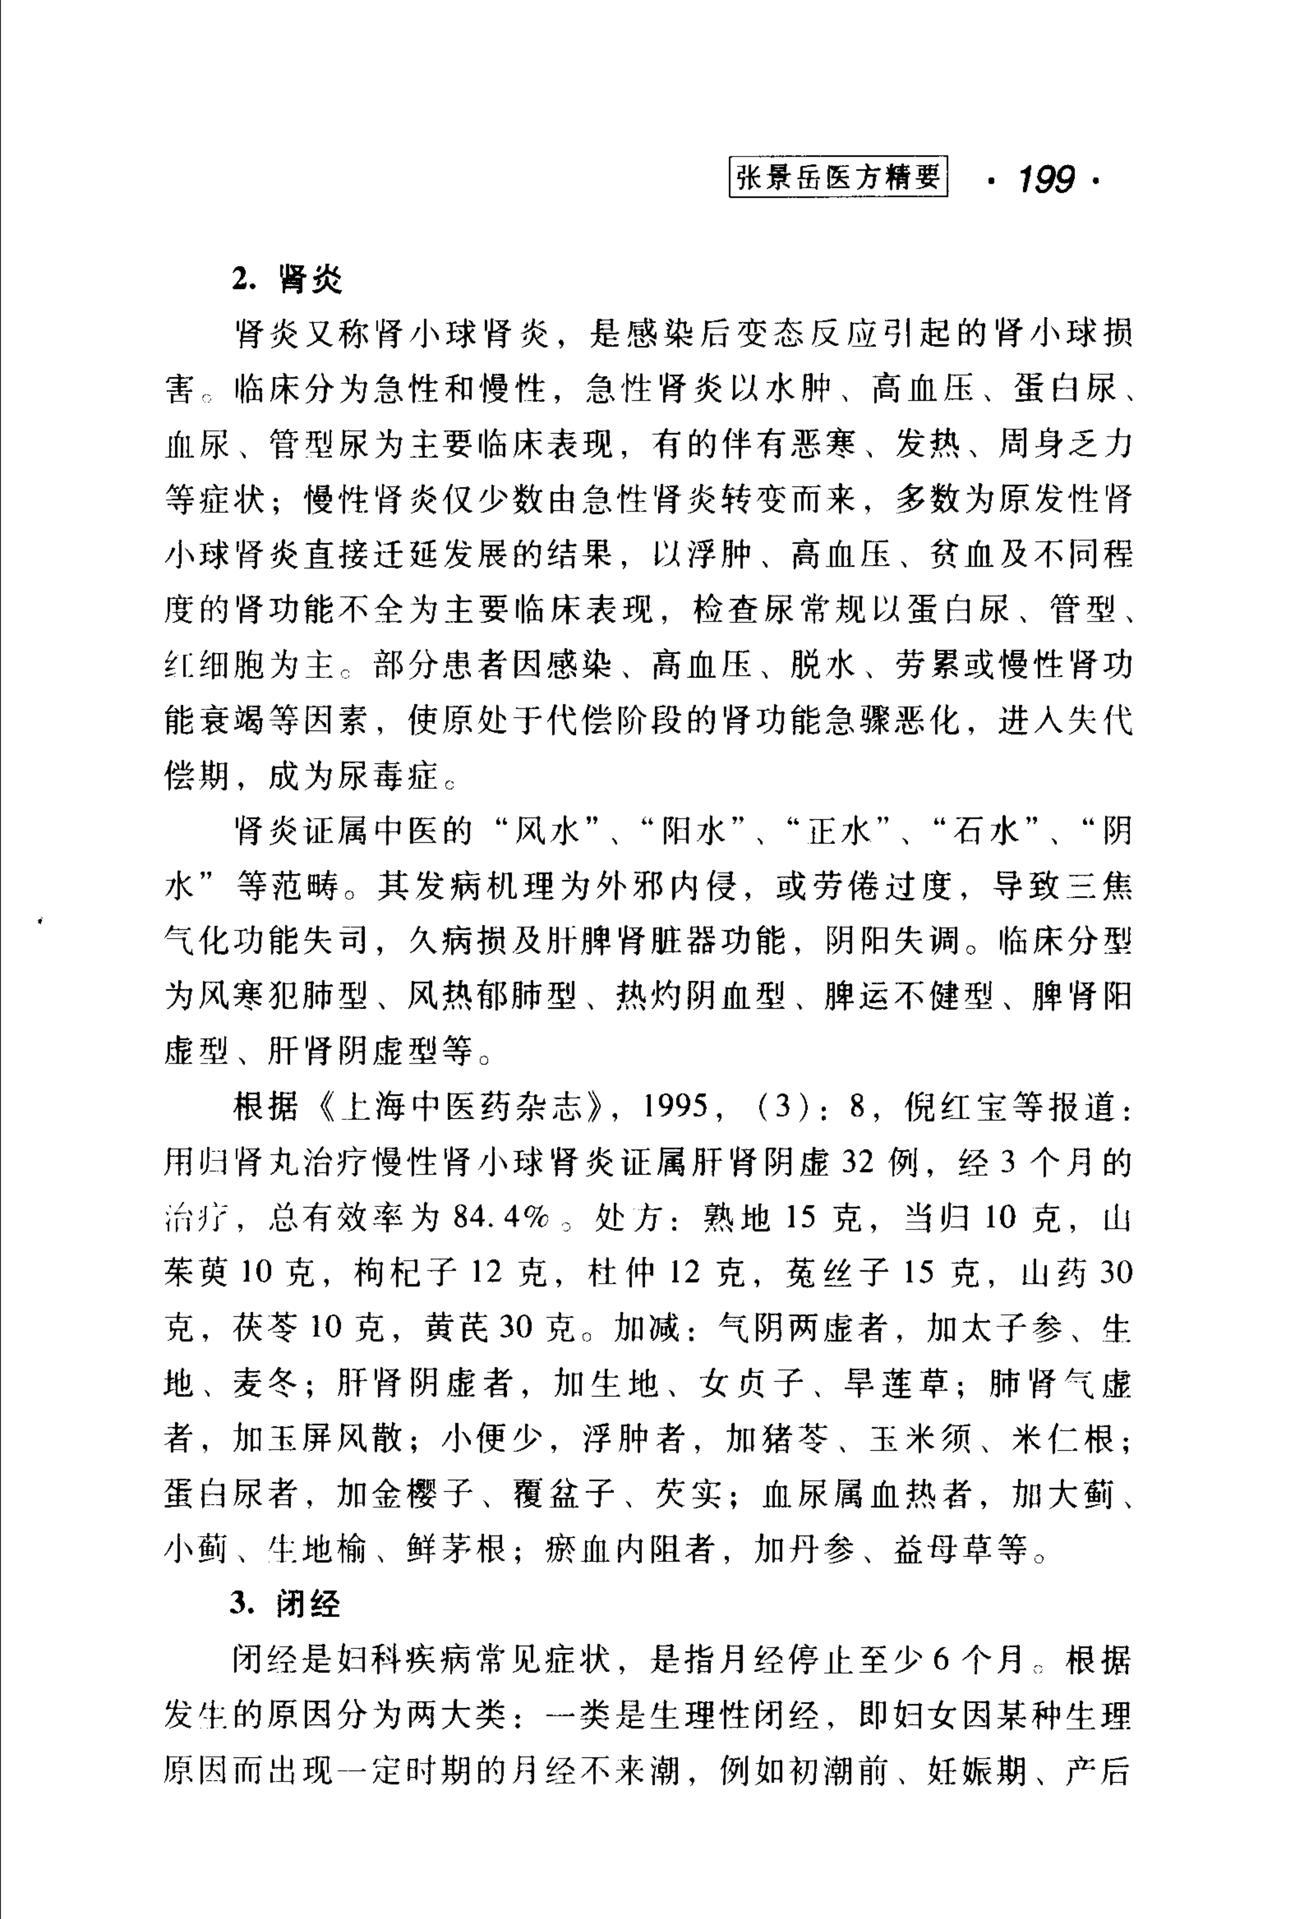 张景岳医方精要 · 199 ·
2. 肾炎
肾炎又称肾小球肾炎，是感染后变态反应引起的肾小球损
害。临床分为急性和慢性，急性肾炎以水肿、高血压、蛋白尿、
血尿、管型尿为主要临床表现，有的伴有恶寒、发热、周身乏力
等症状；慢性肾炎仅少数由急性肾炎转变而来，多数为原发性肾
小球肾炎直接迁延发展的结果，以浮肿、高血压、贫血及不同程
度的肾功能不全为主要临床表现，检查尿常规以蛋白尿、管型、
红细胞为主。部分患者因感染、高血压、脱水、劳累或慢性肾功
能衰竭等因素，使原处于代偿阶段的肾功能急骤恶化，进入失代
偿期，成为尿毒症。
肾炎证属中医的“风水”、“阳水”、“正水”、“石水”、“阴
水”等范畴。其发病机理为外邪内侵，或劳倦过度，导致三焦
气化功能失司，久病损及肝脾肾脏器功能，阴阳失调。临床分型
为风寒犯肺型、风热郁肺型、热灼阴血型、脾运不健型、脾肾阳
虚型、肝肾阴虚型等。
根据《上海中医药杂志》，1995，（3）：8，倪红宝等报道：
用归肾丸治疗慢性肾小球肾炎证属肝肾阴虚 32 例，经 3 个月的
治疗，总有效率为 84.4%。处方：熟地 15 克，当归 10 克，山
茱萸 10 克，枸杞子 12 克，杜仲 12 克，菟丝子 15 克，山药 30
克，茯苓 10 克，黄芪 30 克。加减：气阴两虚者，加太子参、生
地、麦冬；肝肾阴虚者，加生地、女贞子、旱莲草；肺肾气虚
者，加玉屏风散；小便少，浮肿者，加猪苓、玉米须、米仁根；
蛋白尿者，加金樱子、覆盆子、芡实；血尿属血热者，加大蓟、
小蓟、生地榆、鲜茅根；瘀血内阻者，加丹参、益母草等。
3. 闭经
闭经是妇科疾病常见症状，是指月经停止至少 6 个月。根据
发生的原因分为两大类：一类是生理性闭经，即妇女因某种生理
原因而出现一定时期的月经不来潮，例如初潮前、妊娠期、产后